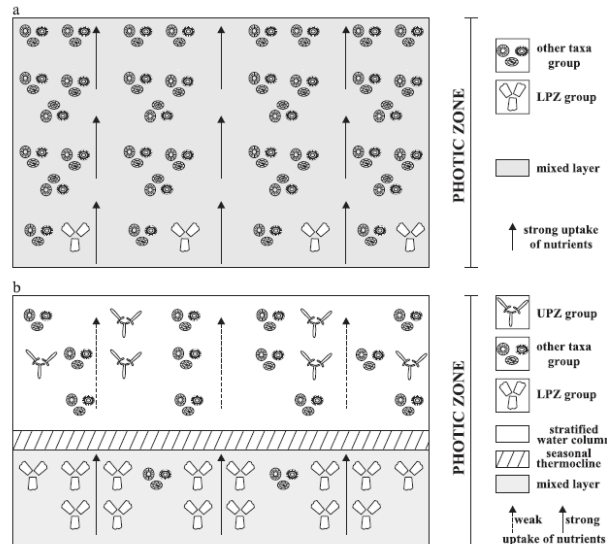 a
other taxa
group
LPZ group
mixed layer
strong uptake
of nutrients
PHOTIC ZONE
b
UPZ group
other taxa
group
LPZ group
stratified
water column
seasonal
thermocline
mixed layer
weak strong
uptake of nutrients
PHOTIC ZONE